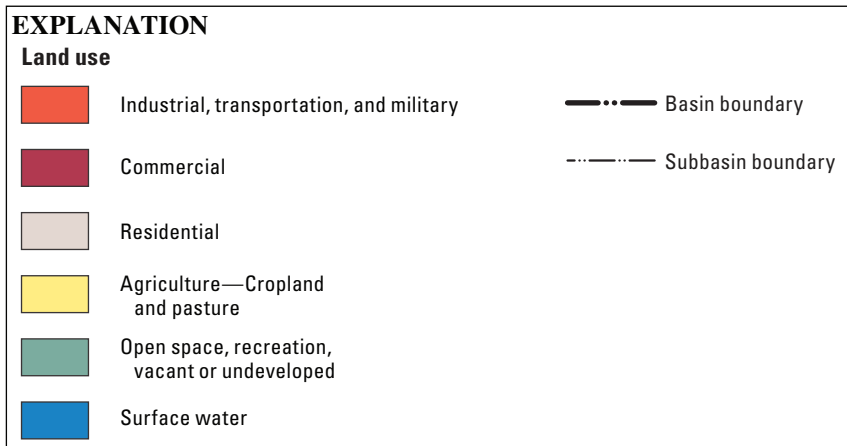 EXPLANATION
Land use
Industrial, transportation, and military
Commercial
Residential
Agriculture—Cropland
and pasture
Open space, recreation,
vacant or undeveloped
Surface water
Basin boundary
Subbasin boundary